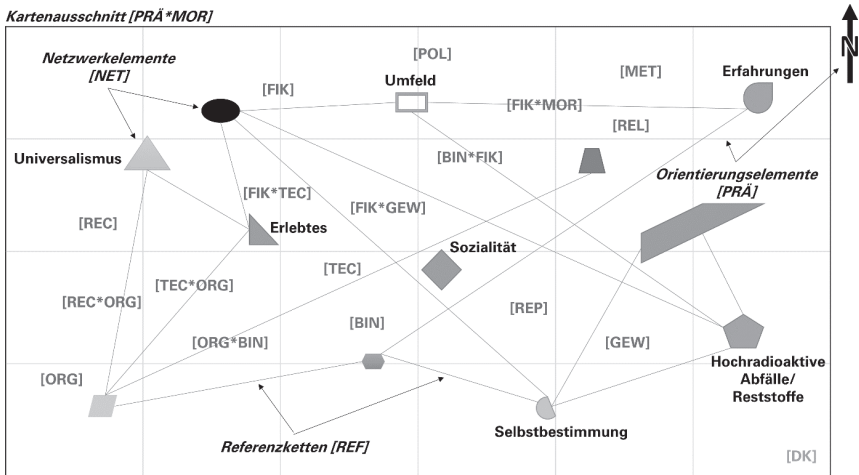 Kartenausschnitt [PRÄ*MOR]
N
Netzwerkelemente
[NET]
[POL]
[MET]
Erfahrungen
[FIK]
Umfeld
[FIK*MOR]
[REL]
Universalismus
[BIN*FIK]
Orientierungselemente
[PRÄ]
[FIK*TEC]
[FIK*GEW]
[REC]
Erlebtes
Sozialität
[TEC]
[TEC*ORG]
[REC*ORG]
[REP]
[BIN]
[ORG*BIN]
[GEW]
Hochradioaktive
Abfälle/
Reststoffe
[ORG]
Selbstbestimmung
Referenzketten [REF]
[DK]